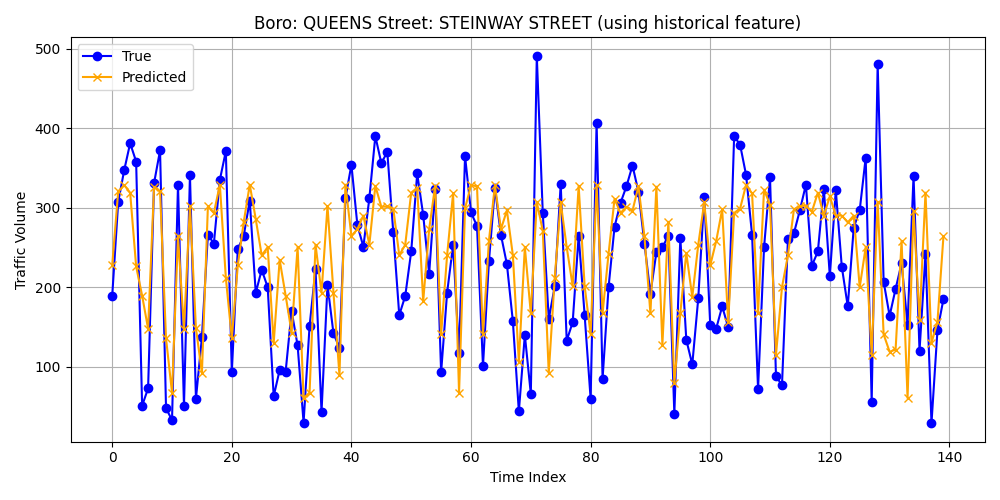 Boro: QUEENS Street: STEINWAY STREET (using historical feature)
True
Predicted
Traffic Volume
500
400
300
200
100
0
20
40
60
80
100
120
140
Time Index